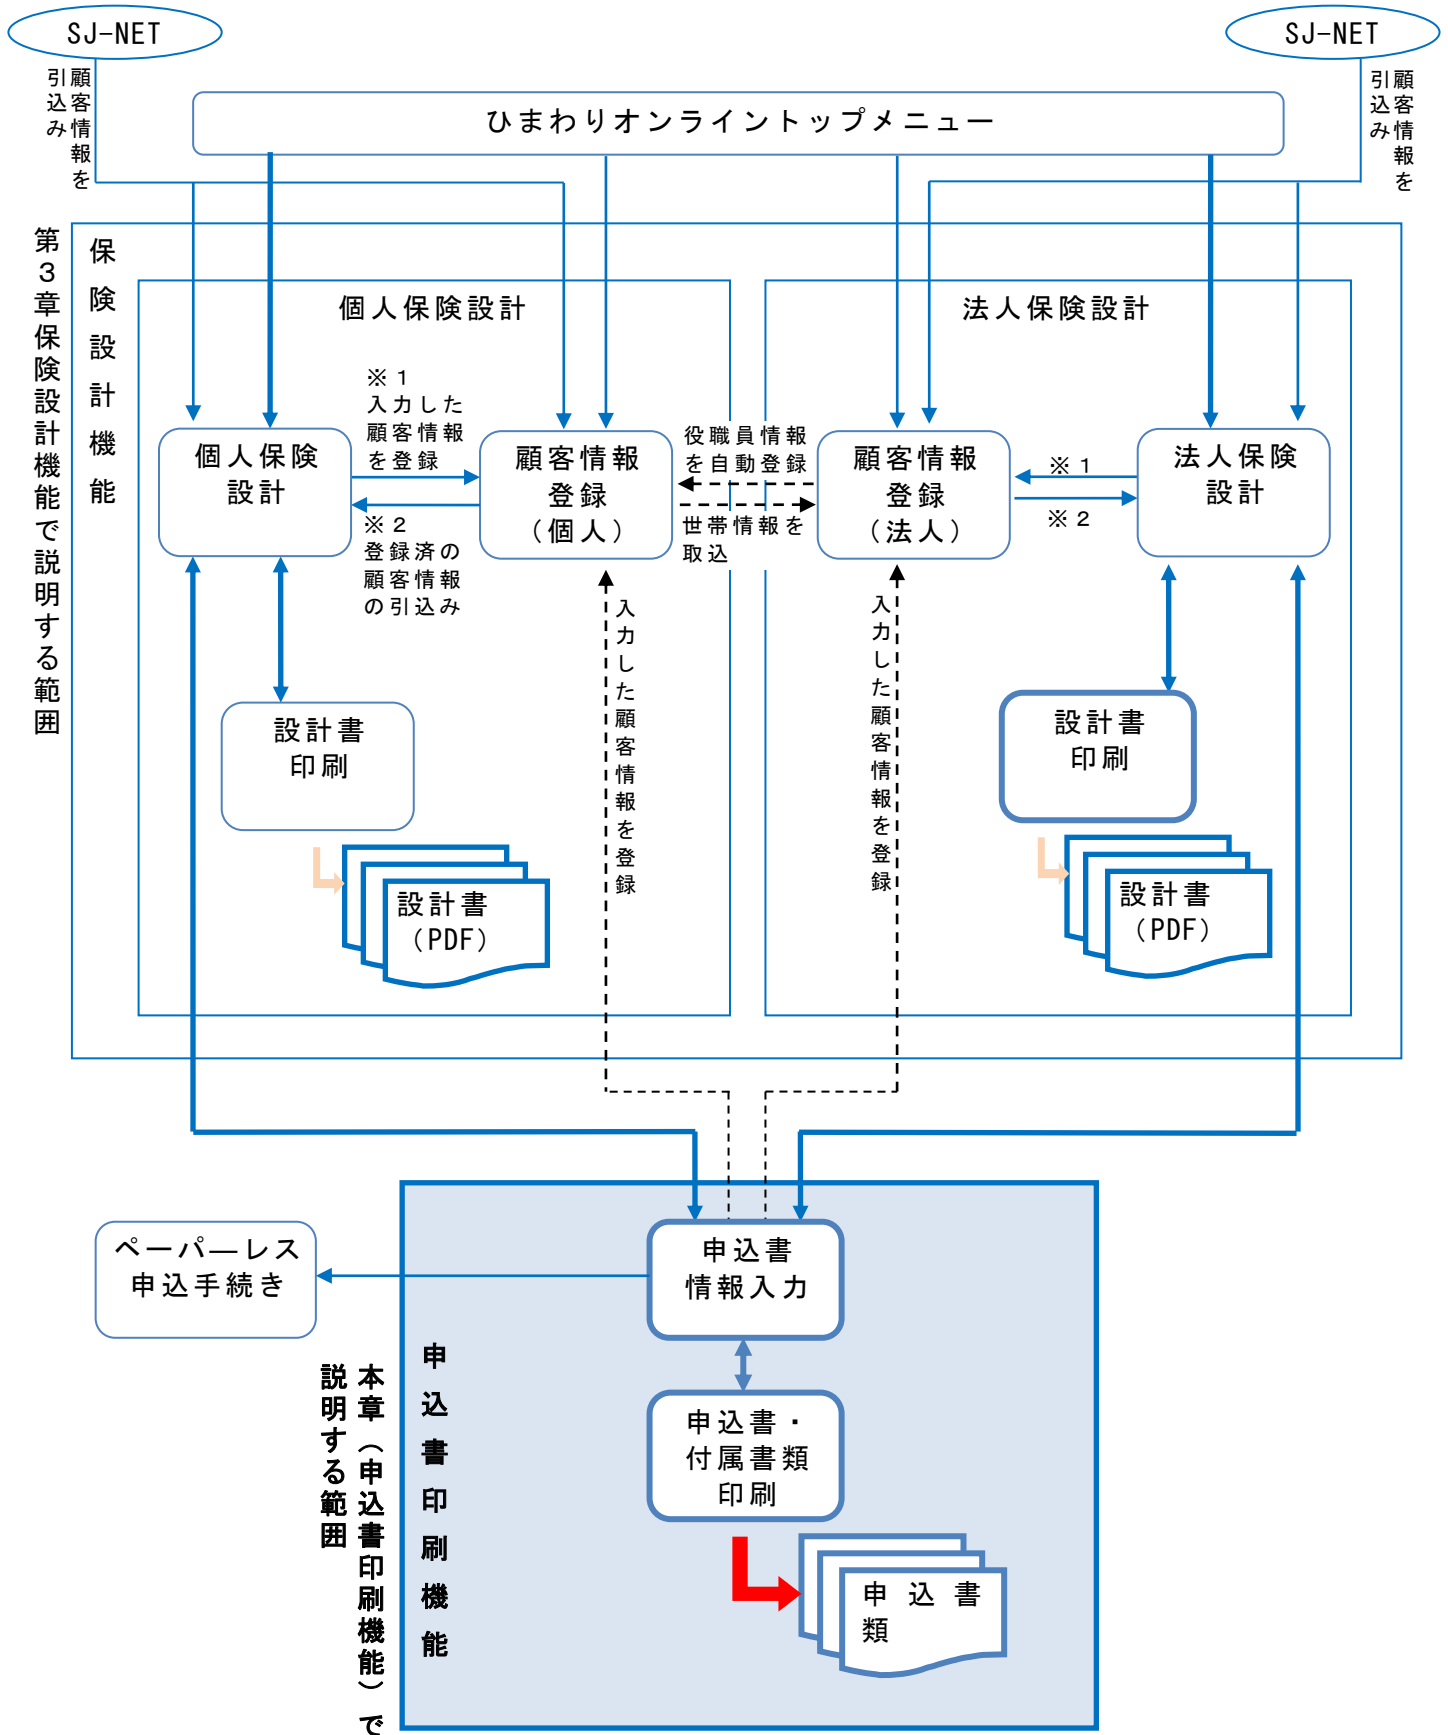 SJ-NET
SJ-NET
顧客情報を
引込み
顧客情報を
引込み
ひまわりオンライントップメニュー
第3章保険設計機能で説明する範囲
保険設計機能
個人保険設計
法人保険設計
※1
入力した
顧客情報
を登録
個人保険
設計
顧客情報
登録
（個人）
役職員情報
を自動登録
世帯情報を
取込
顧客情報
登録
（法人）
※1
※2
法人保険
設計
※2
登録済の
顧客情報
の引込み
入力した顧客情報を登録
入力した顧客情報を登録
設計書
印刷
設計書
印刷
設計書
（PDF）
設計書
（PDF）
ペーパ―レス
申込手続き
申込書
情報入力
本章（申込書印刷機能）で
説明する範囲
申込書印刷機能
申込書・
付属書類
印刷
申込書
類